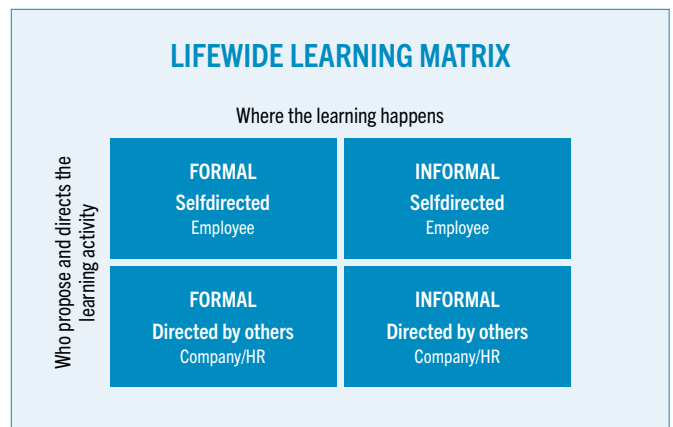 LIFEWIDE LEARNING MATRIX
Where the learning happens
Who propose and directs the
learning activity
FORMAL
Selfdirected
Employee
INFORMAL
Selfdirected
Employee
FORMAL
Directed by others
Company/HR
INFORMAL
Directed by others
Company/HR